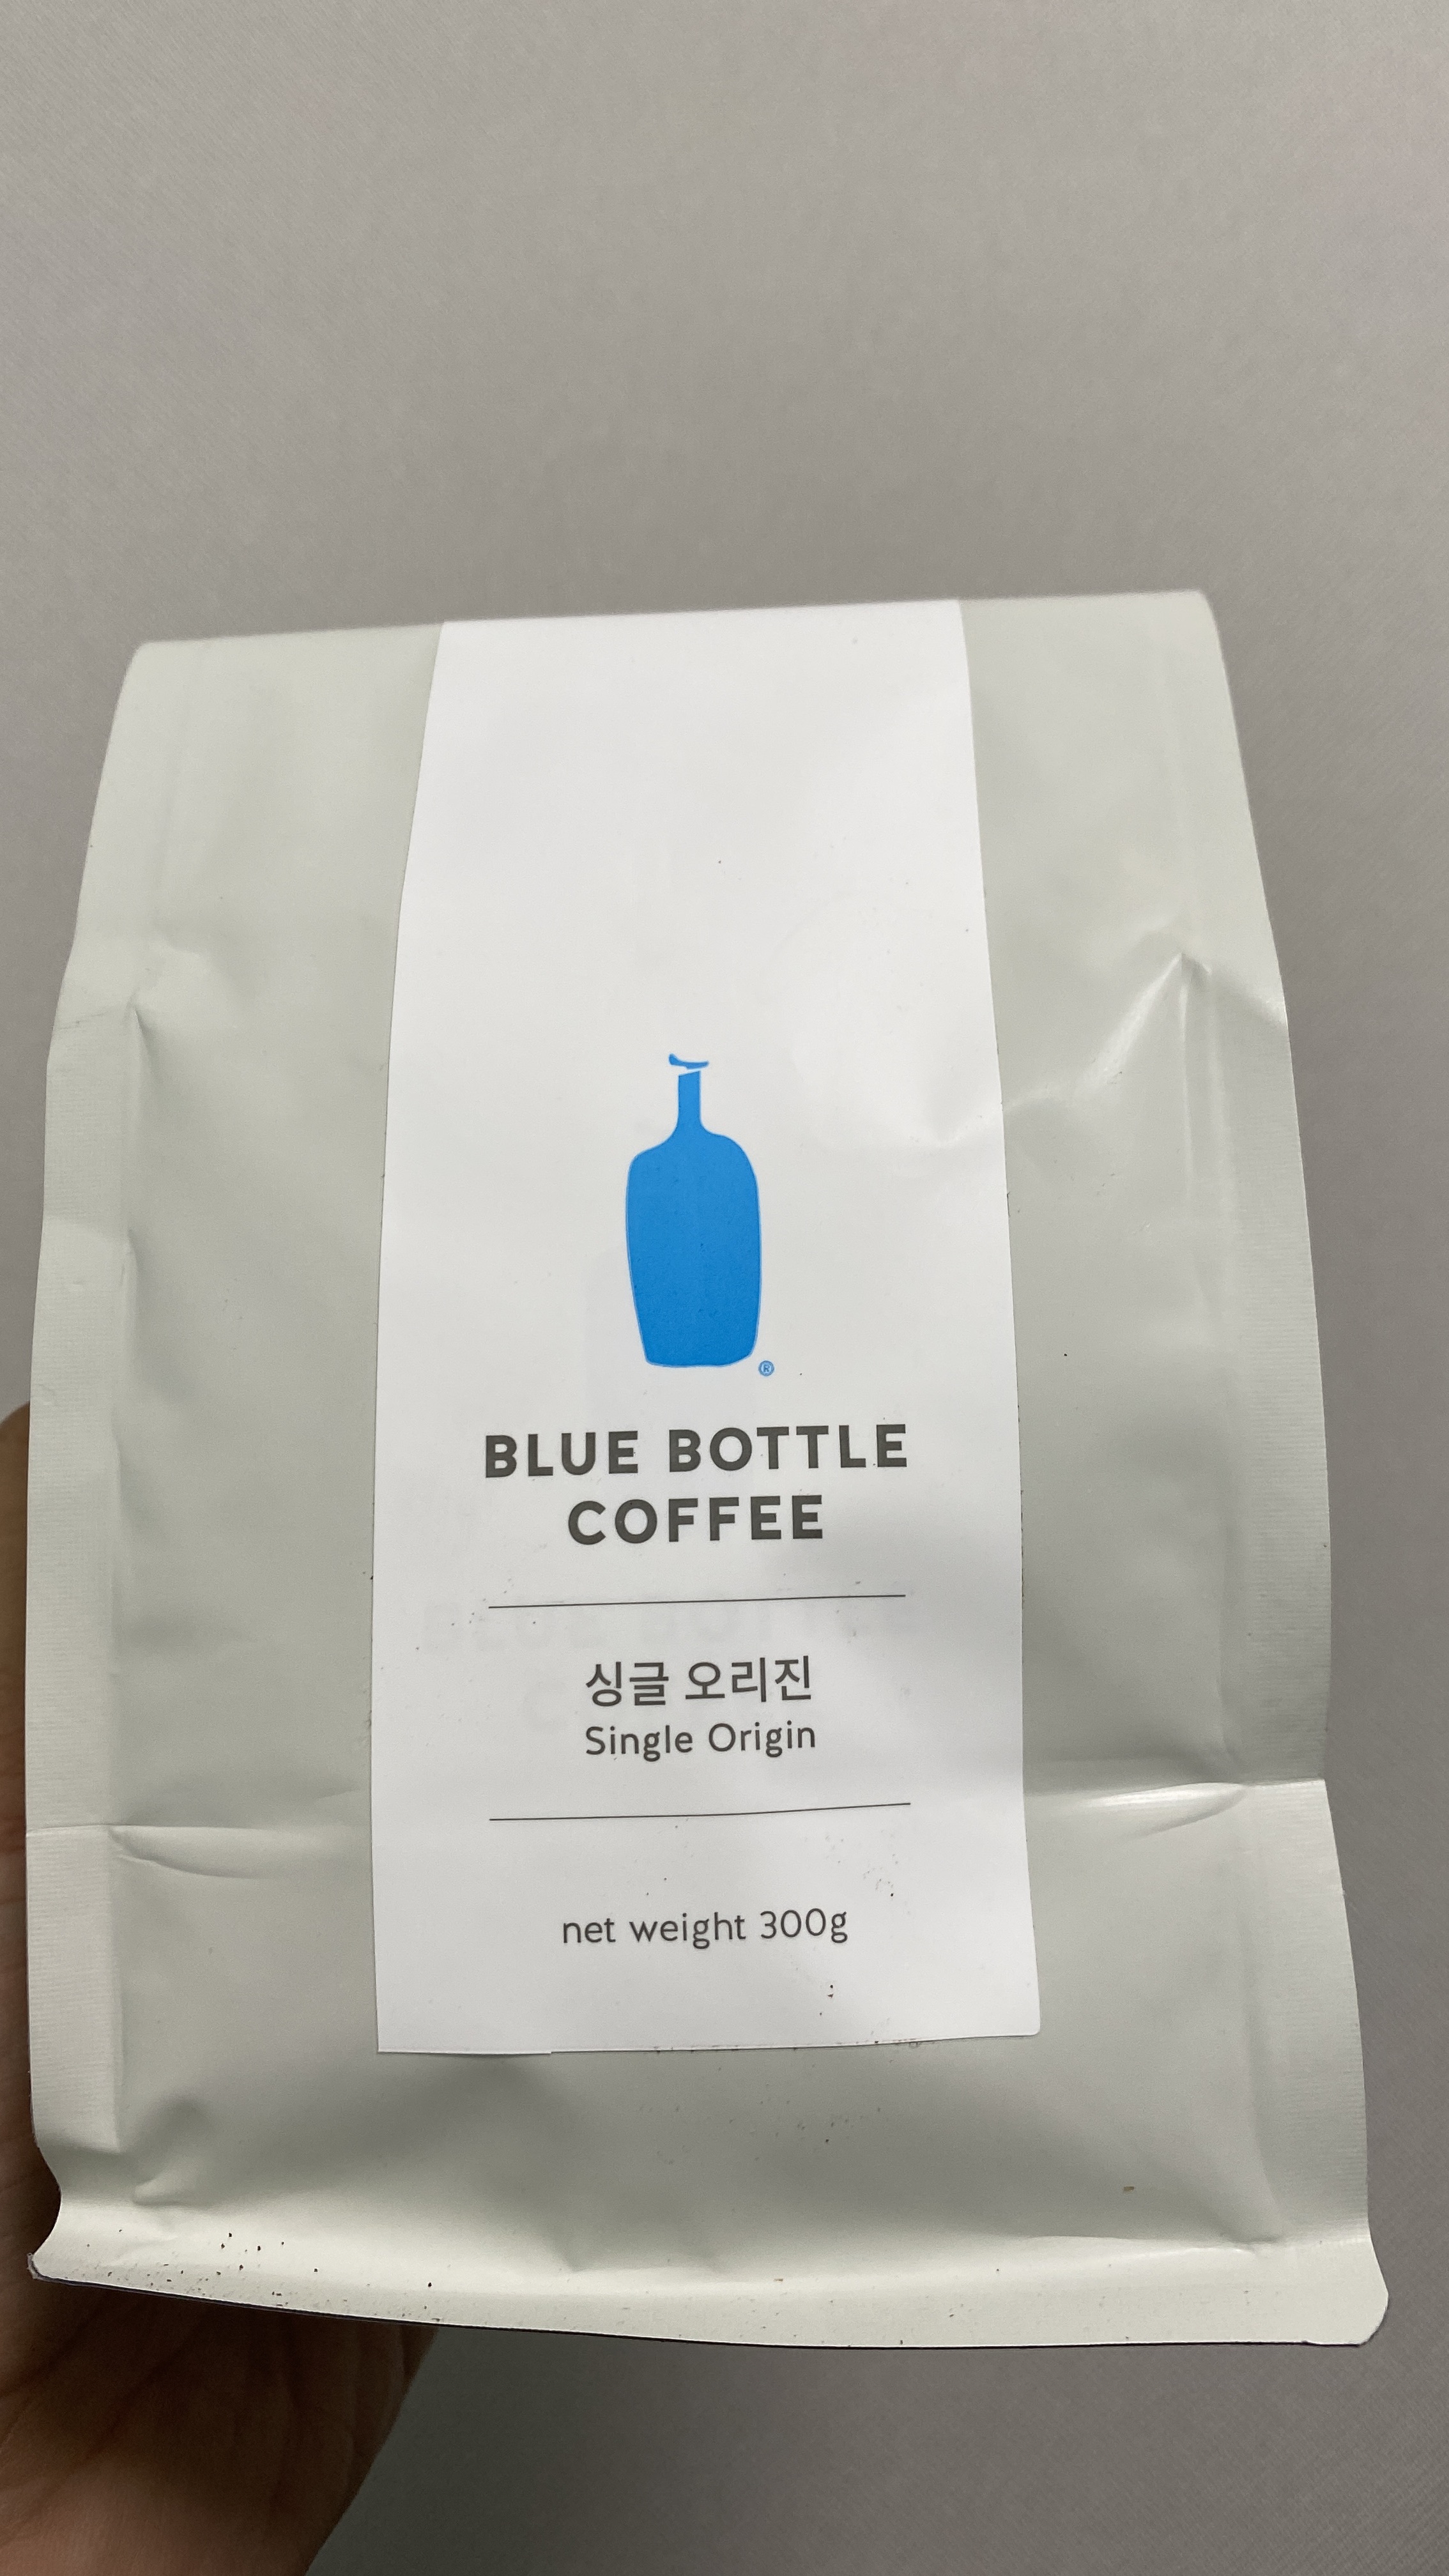 ®
BLUE BOTTLE
COFFEE
싱글 오리진
Single Origin
net weight 300g